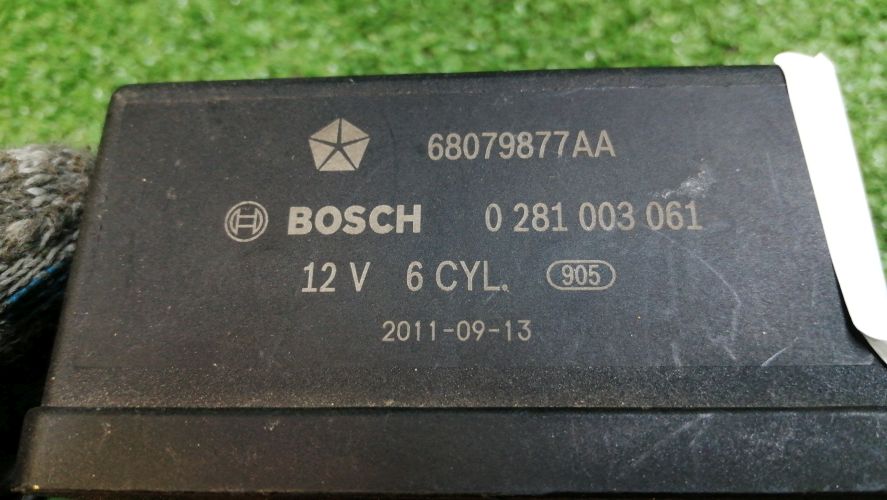 68079877AA
BOSCH 0 281 003 061
12 V 6 CYL. 905
2011-09-13